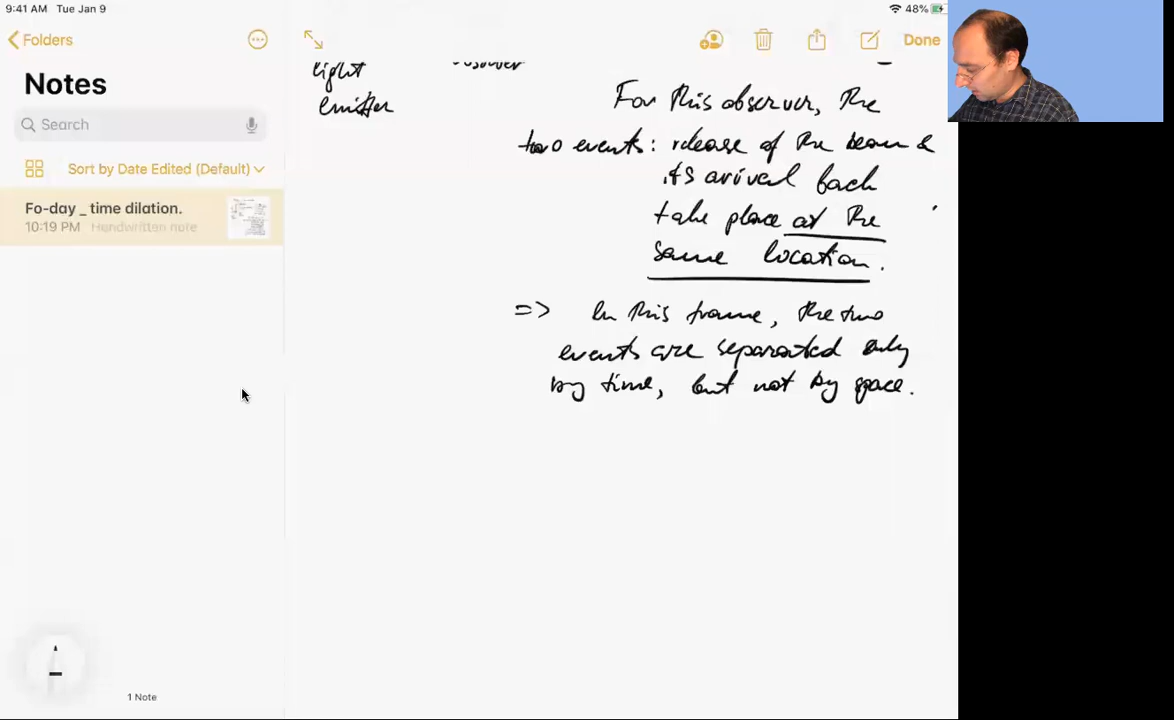 9:41 AM Tue Jan 9
48%
Folders
Done
Notes
Search
Sort by Date Edited (Default)
Fo-day _ time dilation.
10:19 PM Handwritten note
1 Note
light
emitter
For this observer, the
two events: release of the beam &
its arrival back
take place at the
same location.
=> In this frame, the two
events are separated only
by time, but not by space.